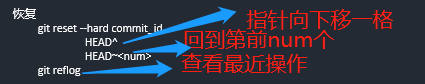 恢复
git reset --hard commit_id
HEAD^
HEAD~<num>
git reflog
指针向下移一格
回到第前num个
查看最近操作